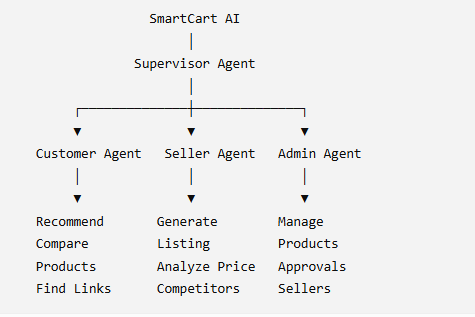 SmartCart AI
Supervisor Agent
Customer Agent Seller Agent Admin Agent
Recommend Generate Manage
Compare Listing Products
Products Analyze Price Approvals
Find Links Competitors Sellers